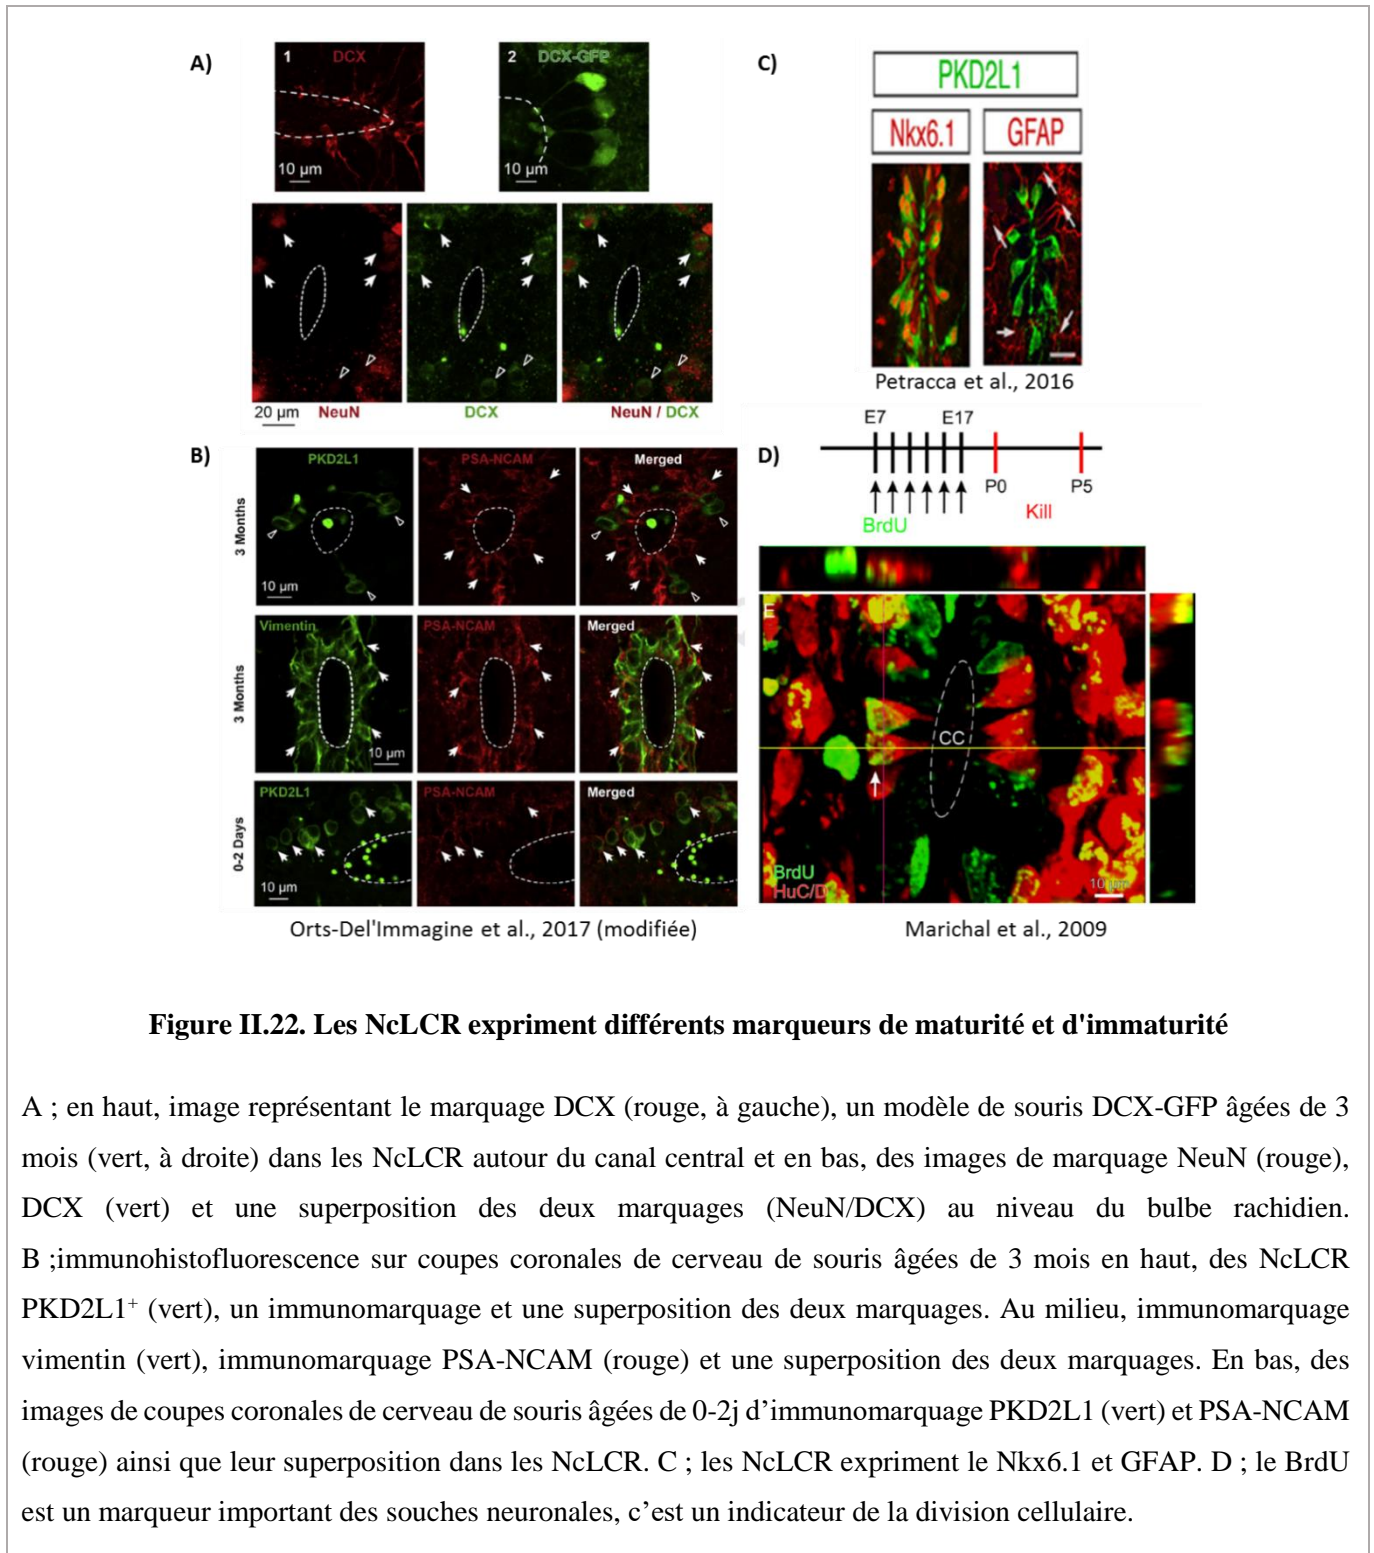 A)
1 DCX
10 µm
2 DCX-GFP
10 µm
20 µm NeuN
DCX
NeuN / DCX
C)
PKD2L1
Nkx6.1 GFAP
Petracca et al., 2016
B)
3 Months
PKD2L1
10 µm
PSA-NCAM
Merged
3 Months
Vimentin
10 µm
PSA-NCAM
Merged
0-2 Days
PKD2L1
10 µm
PSA-NCAM
Merged
Orts-Del'Immagine et al., 2017 (modifiée)
D)
E7 E17
P0 P5
BrdU
Kill
E
CC
BrdU
HuC/D
10 µm
Marichal et al., 2009
Figure II.22. Les NcLCR expriment différents marqueurs de maturité et d'immaturité
A ; en haut, image représentant le marquage DCX (rouge, à gauche), un modèle de souris DCX-GFP âgées de 3
mois (vert, à droite) dans les NcLCR autour du canal central et en bas, des images de marquage NeuN (rouge),
DCX (vert) et une superposition des deux marquages (NeuN/DCX) au niveau du bulbe rachidien.
B ;immunohistofluorescence sur coupes coronales de cerveau de souris âgées de 3 mois en haut, des NcLCR
PKD2L1⁺ (vert), un immunomarquage et une superposition des deux marquages. Au milieu, immunomarquage
vimentin (vert), immunomarquage PSA-NCAM (rouge) et une superposition des deux marquages. En bas, des
images de coupes coronales de cerveau de souris âgées de 0-2j d’immunomarquage PKD2L1 (vert) et PSA-NCAM
(rouge) ainsi que leur superposition dans les NcLCR. C ; les NcLCR expriment le Nkx6.1 et GFAP. D ; le BrdU
est un marqueur important des souches neuronales, c’est un indicateur de la division cellulaire.